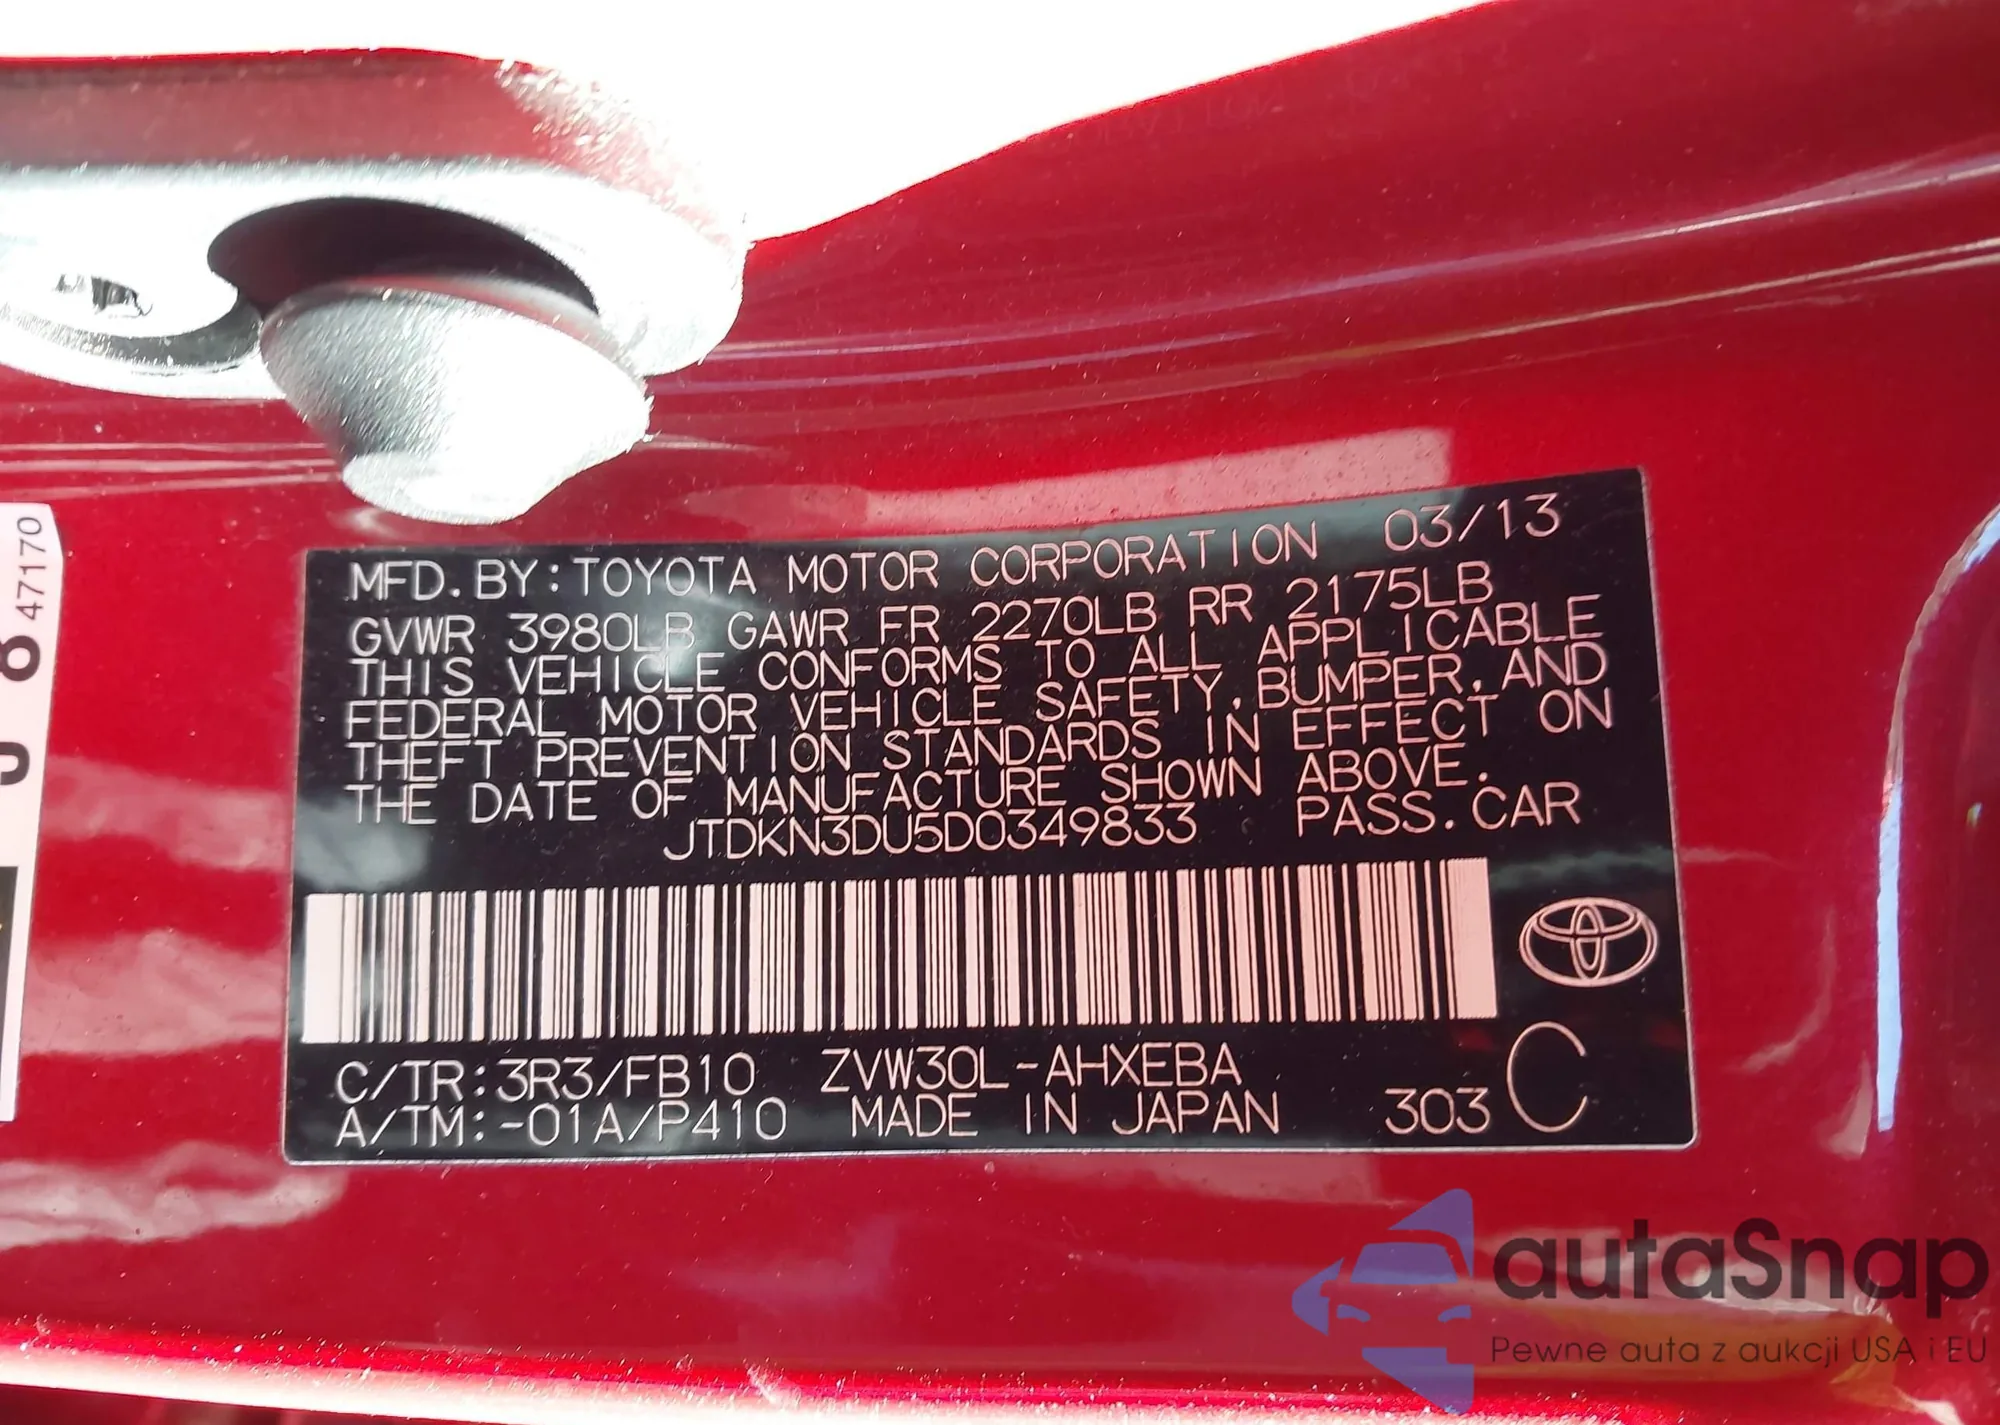 MFD.BY:TOYOTA MOTOR CORPORATION 03/13
GVWR 3980LB GAWR FR 2270LB RR 2175LB
THIS VEHICLE CONFORMS TO ALL APPLICABLE
FEDERAL MOTOR VEHICLE SAFETY,BUMPER,AND
THEFT PREVENTION STANDARDS IN EFFECT ON
THE DATE OF MANUFACTURE SHOWN ABOVE.
JTDKN3DU5D0349833 PASS.CAR
C/TR:3R3/FB10 ZVW30L-AHXEBA
A/TM:-01A/P410 MADE IN JAPAN 303 C
47170
8
autaSnap
Pewne auta z aukcji USA i EU